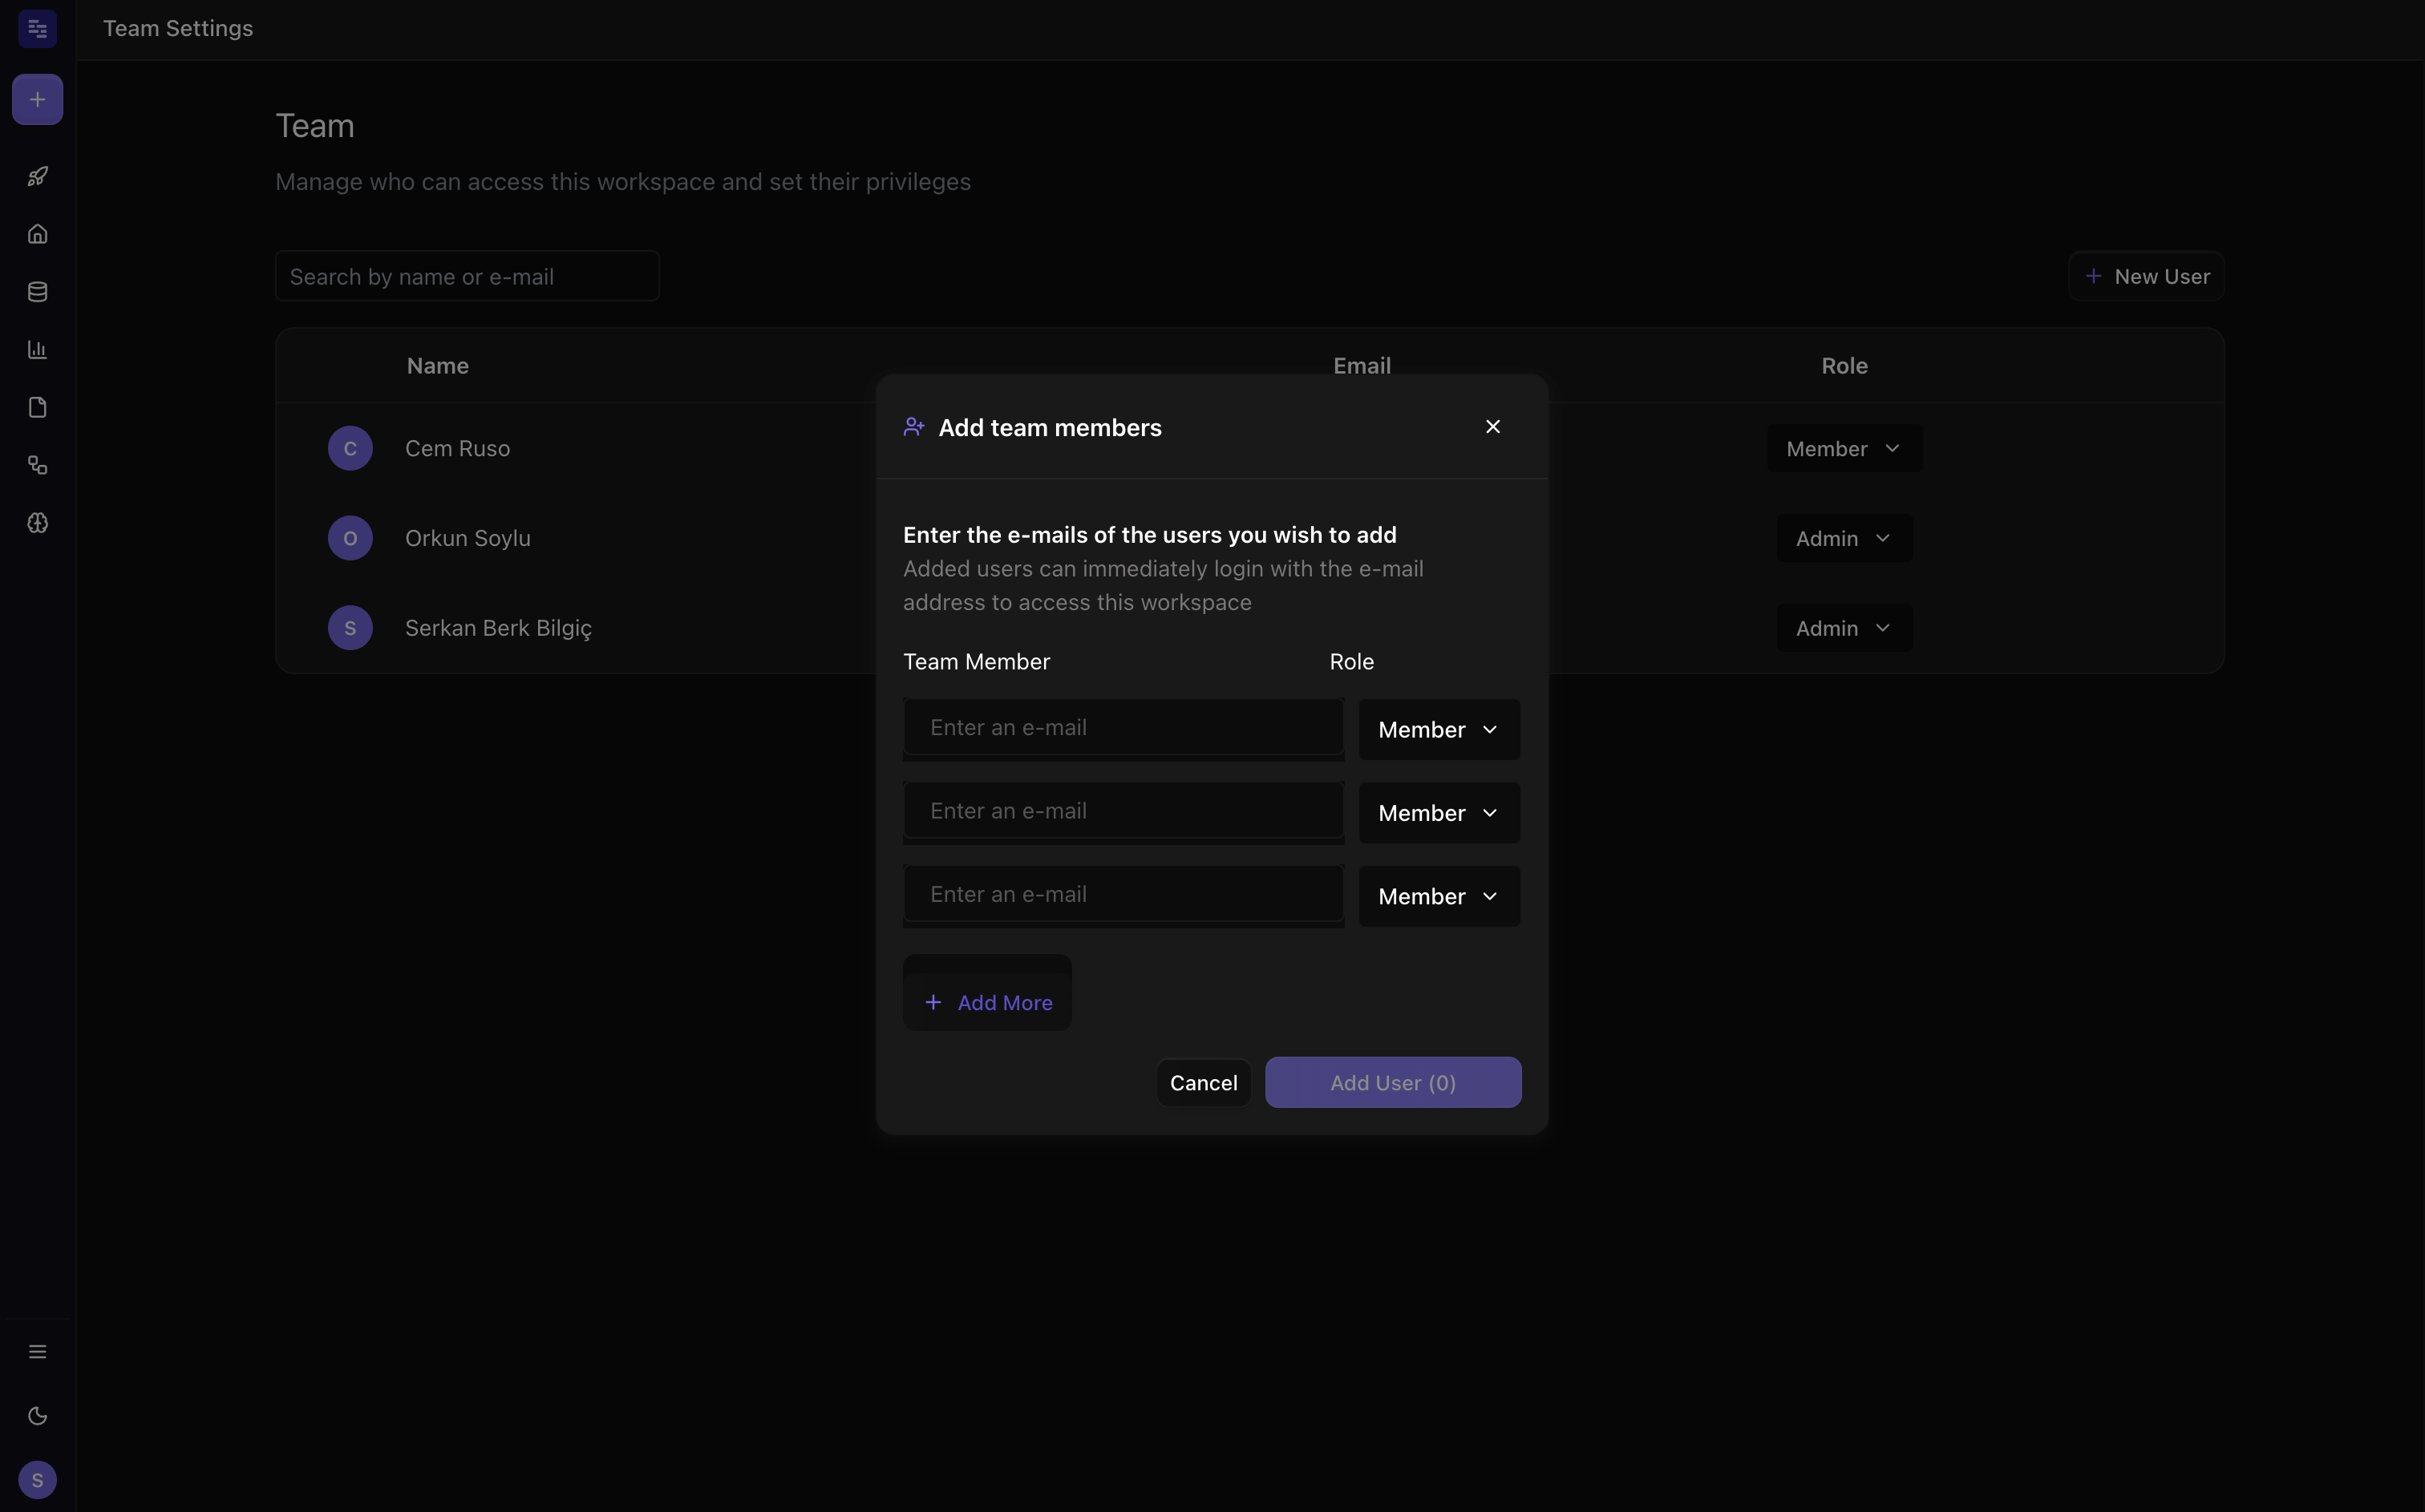 Team Settings
Team
Manage who can access this workspace and set their privileges
Search by name or e-mail
New User
Name Email Role
C Cem Ruso Member
O Orkun Soylu Admin
S Serkan Berk Bilgiç Admin
Add team members
Enter the e-mails of the users you wish to add
Added users can immediately login with the e-mail
address to access this workspace
Team Member Role
Enter an e-mail Member
Enter an e-mail Member
Enter an e-mail Member
Add More
Cancel Add User (0)
S